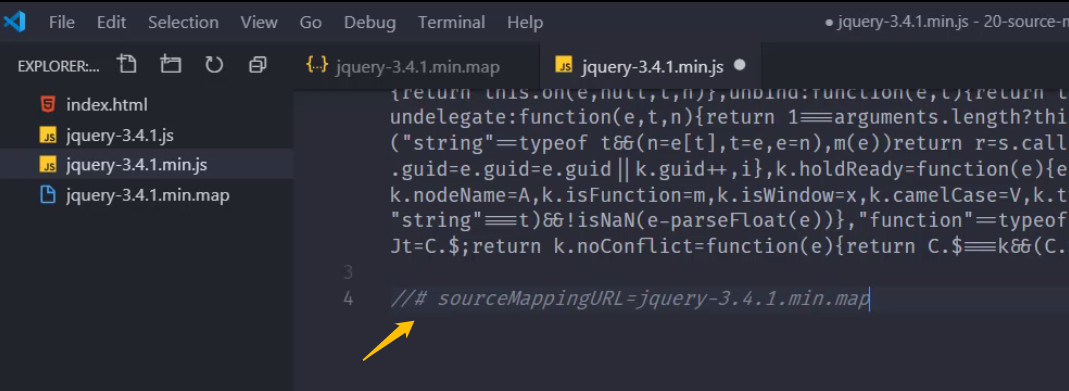 File Edit Selection View Go Debug Terminal Help
● jquery-3.4.1.min.js - 20-source-m
EXPLORER:...
{··} jquery-3.4.1.min.map
JS jquery-3.4.1.min.js ●
index.html
JS jquery-3.4.1.js
JS jquery-3.4.1.min.js
jquery-3.4.1.min.map
{return this.on(e,null,t,n)},unbind:function(e,t){return t
undelegate:function(e,t,n){return 1===arguments.length?thi
("string"==typeof t&&(n=e[t],t=e,e=n),m(e))return r=s.call
.guid=e.guid=e.guid||k.guid++,i},k.holdReady=function(e){e
k.nodeName=A,k.isFunction=m,k.isWindow=x,k.camelCase=V,k.t
"string"===t)&&!isNaN(e-parseFloat(e))},"function"==typeof
Jt=C.$;return k.noConflict=function(e){return C.$===k&&(C.
3
4 //# sourceMappingURL=jquery-3.4.1.min.map